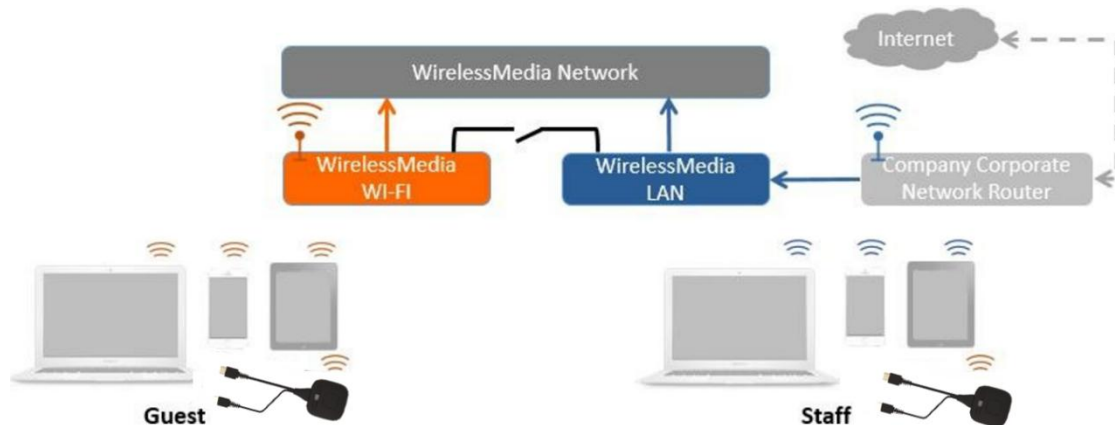 Internet
WirelessMedia Network
WirelessMedia
WI-FI
WirelessMedia
LAN
Company Corporate
Network Router
Guest
Staff